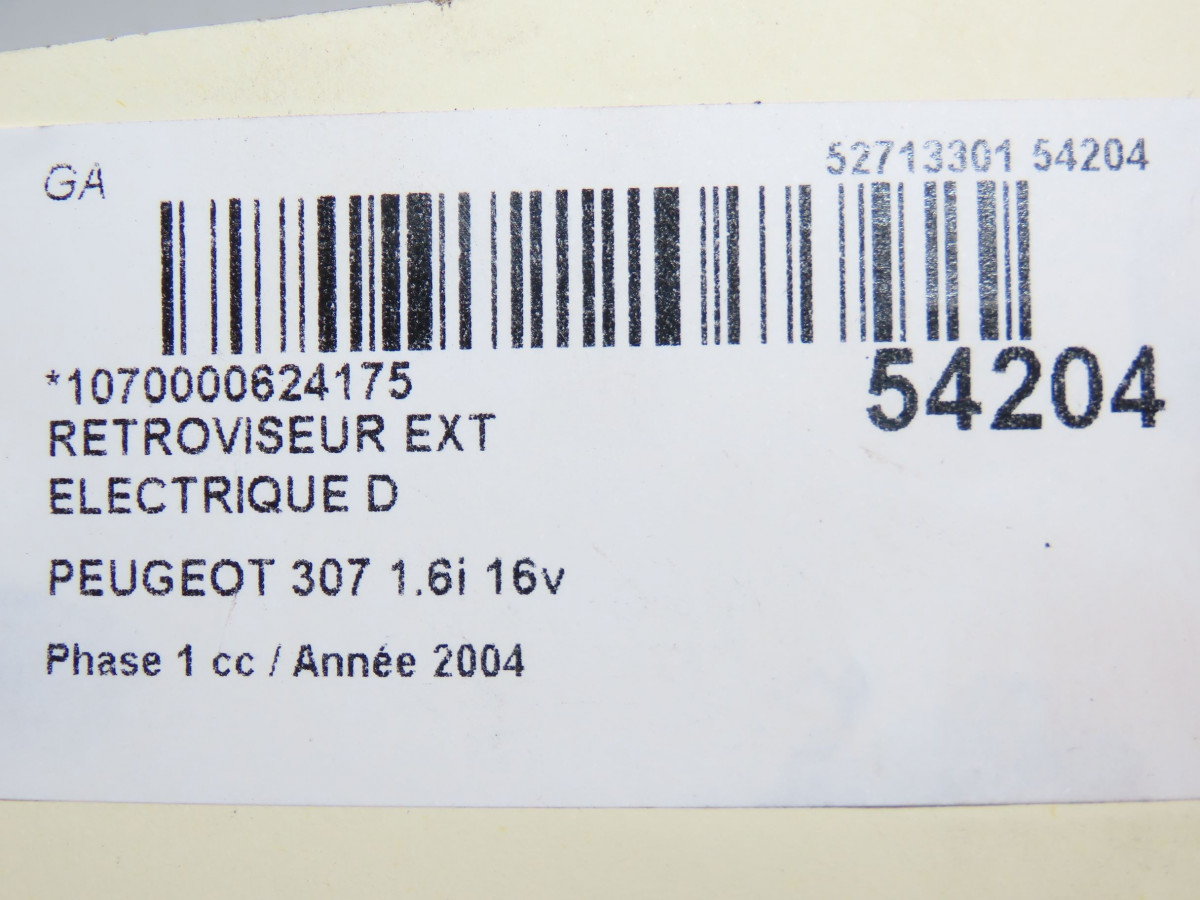 GA
52713301 54204
54204
*1070000624175
RETROVISEUR EXT
ELECTRIQUE D
PEUGEOT 307 1.6i 16v
Phase 1 cc / Année 2004